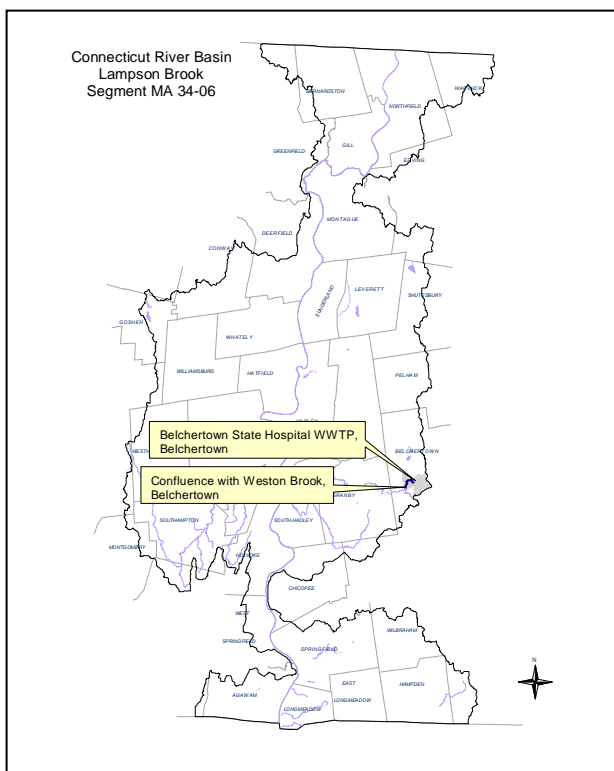 Connecticut River Basin
Lampson Brook
Segment MA 34-06
BERNARDSTON
WARWICK
NORTHFIELD
GILL
GREENFIELD
ERVING
MONTAGUE
DEERFIELD
CONWAY
SUNDERLAND
LEVERETT
SHUTESBURY
GOSHEN
WHATELY
WILLIAMSBURG
HATFIELD
PELHAM
Belchertown State Hospital WWTP,
Belchertown
BELCHERTOWN
Confluence with Weston Brook,
Belchertown
SOUTHAMPTON
SOUTH HADLEY
MONTGOMERY
HOLYOKE
CHICOPEE
WEST
SPRINGFIELD
WILBRAHAM
SPRINGFIELD
EAST
LONGMEADOW
HAMPDEN
AGAWAM
LONGMEADOW
N